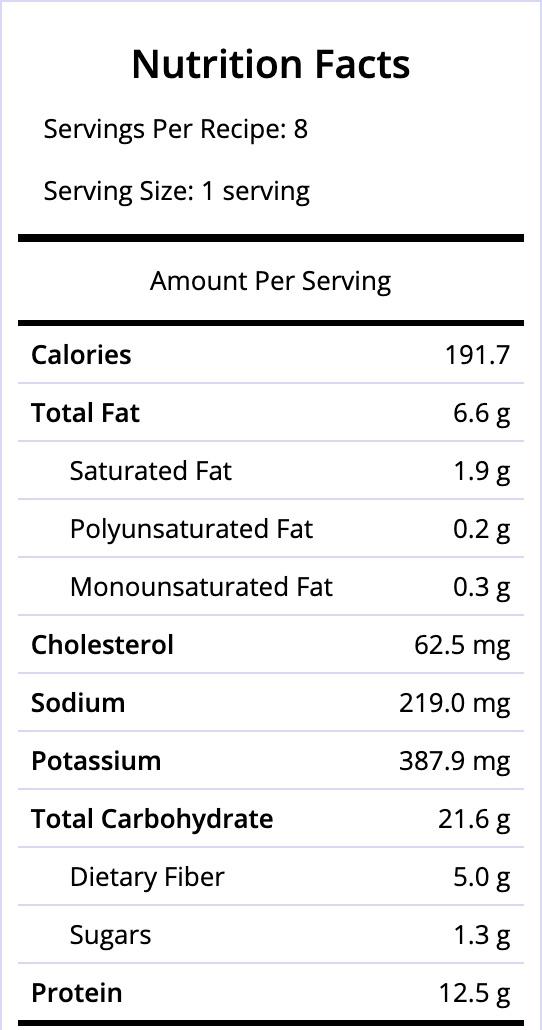 Nutrition Facts
Servings Per Recipe: 8
Serving Size: 1 serving
Amount Per Serving
Calories 191.7
Total Fat 6.6 g
Saturated Fat 1.9 g
Polyunsaturated Fat 0.2 g
Monounsaturated Fat 0.3 g
Cholesterol 62.5 mg
Sodium 219.0 mg
Potassium 387.9 mg
Total Carbohydrate 21.6 g
Dietary Fiber 5.0 g
Sugars 1.3 g
Protein 12.5 g